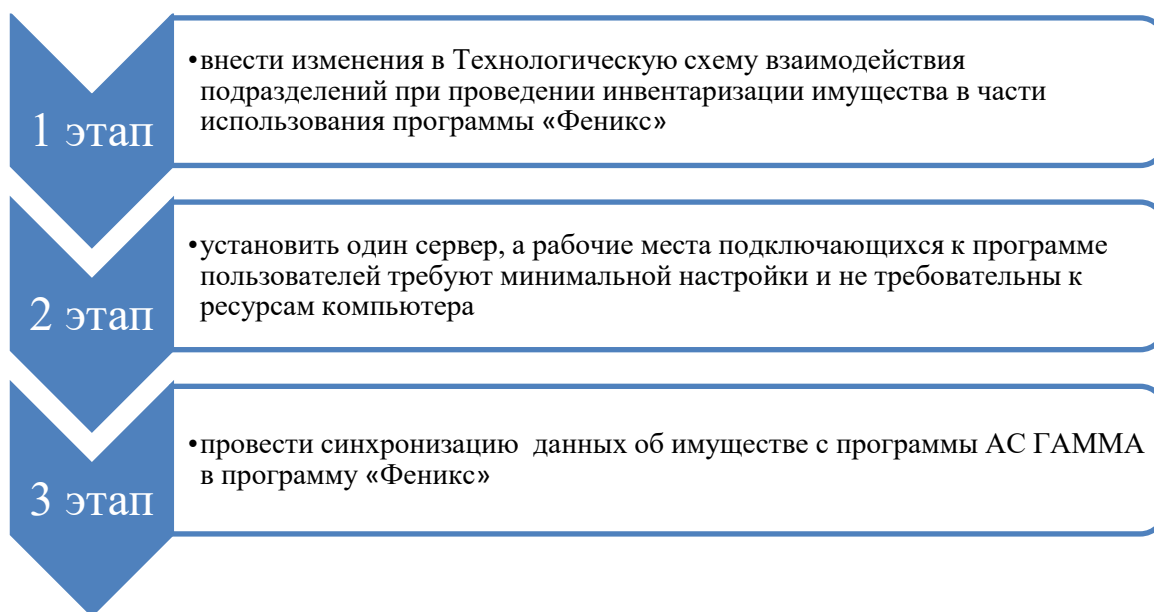 1 этап
•внести изменения в Технологическую схему взаимодействия
подразделений при проведении инвентаризации имущества в части
использования программы «Феникс»
2 этап
•установить один сервер, а рабочие места подключающихся к программе
пользователей требуют минимальной настройки и не требовательны к
ресурсам компьютера
3 этап
•провести синхронизацию  данных об имуществе с программы АС ГАММА
в программу «Феникс»